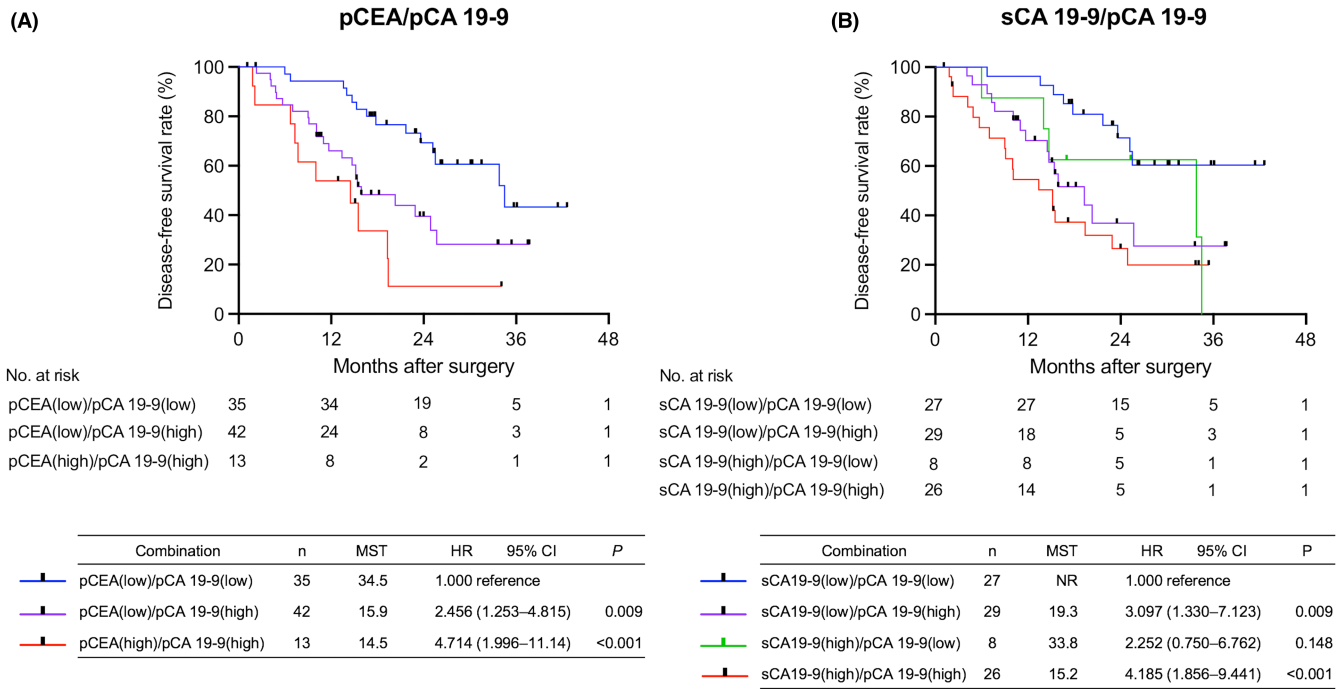 (A)
pCEA/pCA 19-9
Disease-free survival rate (%)
100
80
60
40
20
0
0 12 24 36 48
Months after surgery
No. at risk
pCEA(low)/pCA 19-9(low) 35 34 19 5 1
pCEA(low)/pCA 19-9(high) 42 24 8 3 1
pCEA(high)/pCA 19-9(high) 13 8 2 1 1
Combination n MST HR 95% CI P
pCEA(low)/pCA 19-9(low) 35 34.5 1.000 reference
pCEA(low)/pCA 19-9(high) 42 15.9 2.456 (1.253–4.815) 0.009
pCEA(high)/pCA 19-9(high) 13 14.5 4.714 (1.996–11.14) <0.001
(B)
sCA 19-9/pCA 19-9
Disease-free survival rate (%)
100
80
60
40
20
0
0 12 24 36 48
Months after surgery
No. at risk
sCA 19-9(low)/pCA 19-9(low) 27 27 15 5 1
sCA 19-9(low)/pCA 19-9(high) 29 18 5 3 1
sCA 19-9(high)/pCA 19-9(low) 8 8 5 1 1
sCA 19-9(high)/pCA 19-9(high) 26 14 5 1 1
Combination n MST HR 95% CI P
sCA19-9(low)/pCA 19-9(low) 27 NR 1.000 reference
sCA19-9(low)/pCA 19-9(high) 29 19.3 3.097 (1.330–7.123) 0.009
sCA19-9(high)/pCA 19-9(low) 8 33.8 2.252 (0.750–6.762) 0.148
sCA19-9(high)/pCA 19-9(high) 26 15.2 4.185 (1.856–9.441) <0.001